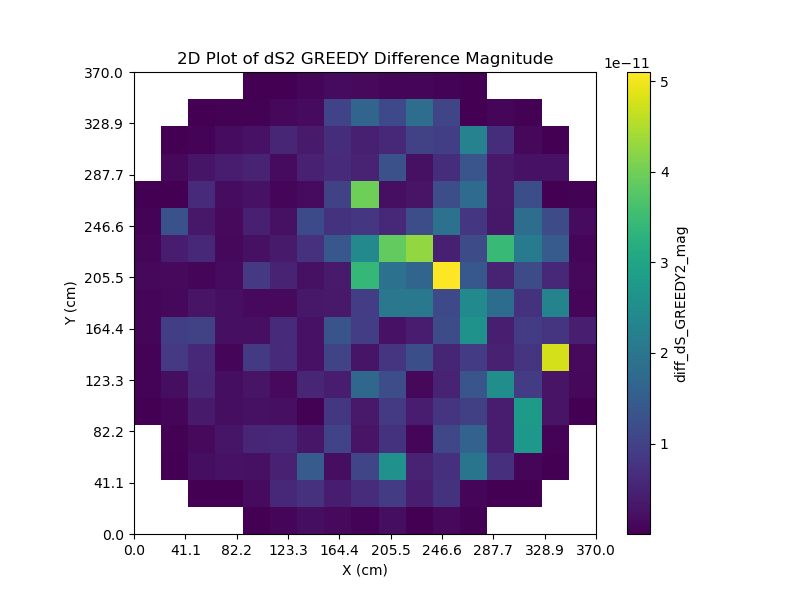 2D Plot of dS2 GREEDY Difference Magnitude
1e−11
370.0
328.9
287.7
246.6
205.5
164.4
123.3
82.2
41.1
0.0
Y (cm)
0.0 41.1 82.2 123.3 164.4 205.5 246.6 287.7 328.9 370.0
X (cm)
5
4
3
2
1
diff_dS_GREEDY2_mag